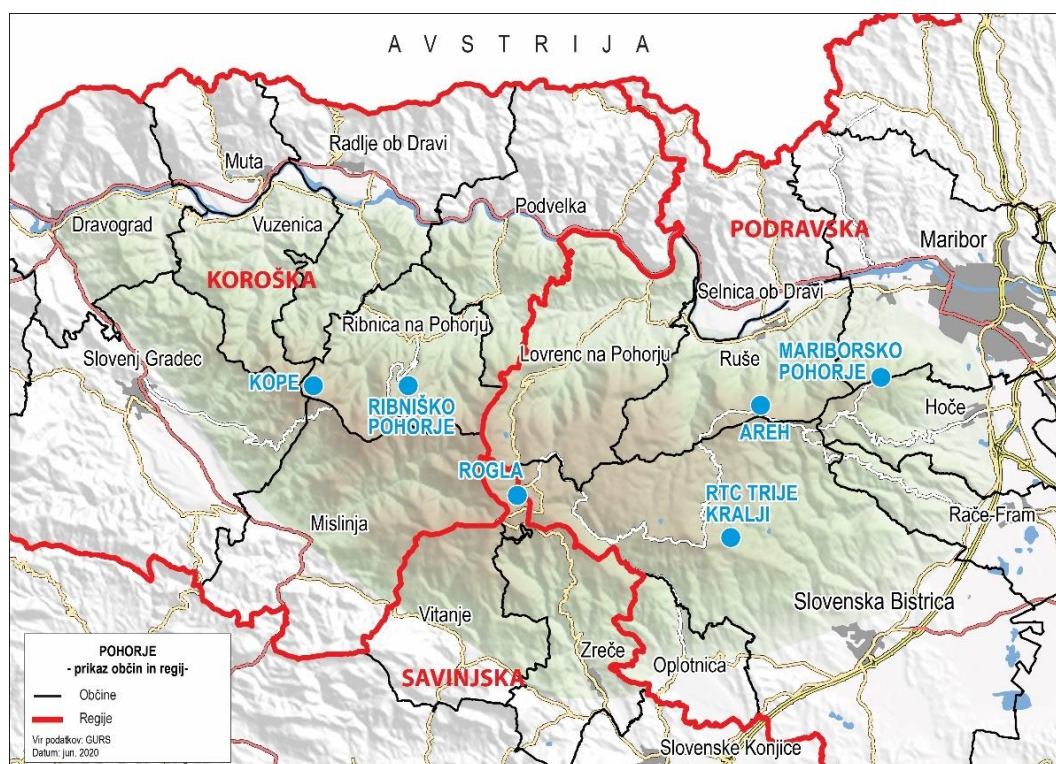 A V S T R I J A
Radlje ob Dravi
Muta
Podvelka
Dravograd
Vuzenica
PODRAVSKA
Maribor
KOROŠKA
Selnica ob Dravi
Ribnica na Pohorju
Slovenj Gradec
Lovrenc na Pohorju
Ruše
MARIBORSKO
POHORJE
KOPE
RIBNIŠKO
POHORJE
AREH
Hoče
ROGLA
RTC TRIJE
KRALJI
Rače-Fram
Mislinja
Slovenska Bistrica
Vitanje
Zreče
Oplotnica
SAVINJSKA
Slovenske Konjice
POHORJE
- prikaz občin in regij-
Občine
Regije
Vir podatkov: GURS
Datum: jun. 2020